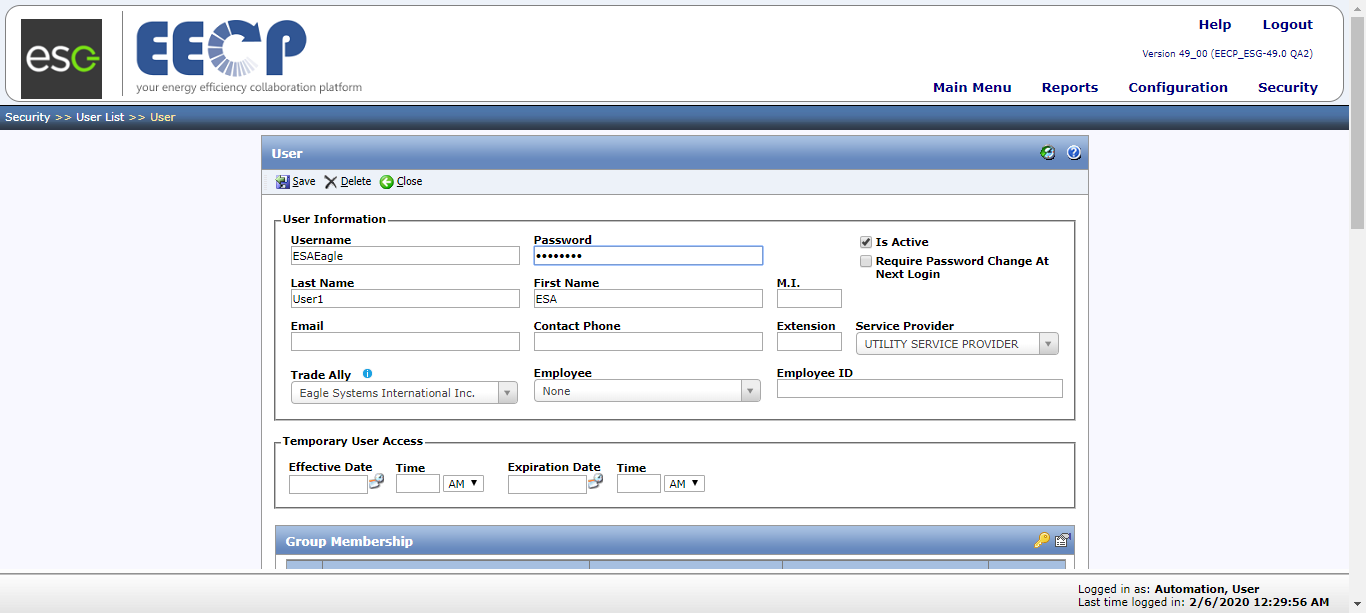 Help Logout
esg EECP
Version 49_00 (EECP_ESG-49.0 QA2)
your energy efficiency collaboration platform
Main Menu Reports Configuration Security
Security >> User List >> User
User
Save Delete Close
User Information
Username Password Is Active
ESAEagle ••••••••
Require Password Change At
Next Login
Last Name First Name M.I.
User1 ESA
Email Contact Phone Extension Service Provider
UTILITY SERVICE PROVIDER
Trade Ally Employee Employee ID
Eagle Systems International Inc. None
Temporary User Access
Effective Date Time Expiration Date Time
AM AM
Group Membership
Logged in as: Automation, User
Last time logged in: 2/6/2020 12:29:56 AM